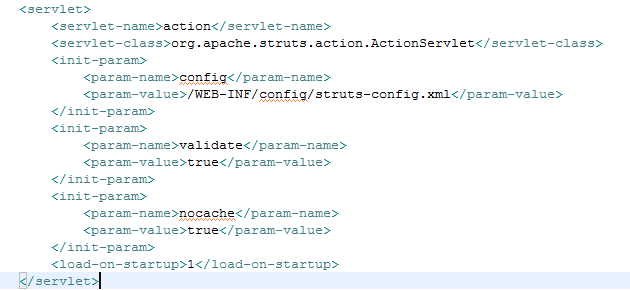 <servlet>
<servlet-name>action</servlet-name>
<servlet-class>org.apache.struts.action.ActionServlet</servlet-class>
<init-param>
<param-name>config</param-name>
<param-value>/WEB-INF/config/struts-config.xml</param-value>
</init-param>
<init-param>
<param-name>validate</param-name>
<param-value>true</param-value>
</init-param>
<init-param>
<param-name>nocache</param-name>
<param-value>true</param-value>
</init-param>
<load-on-startup>1</load-on-startup>
</servlet>